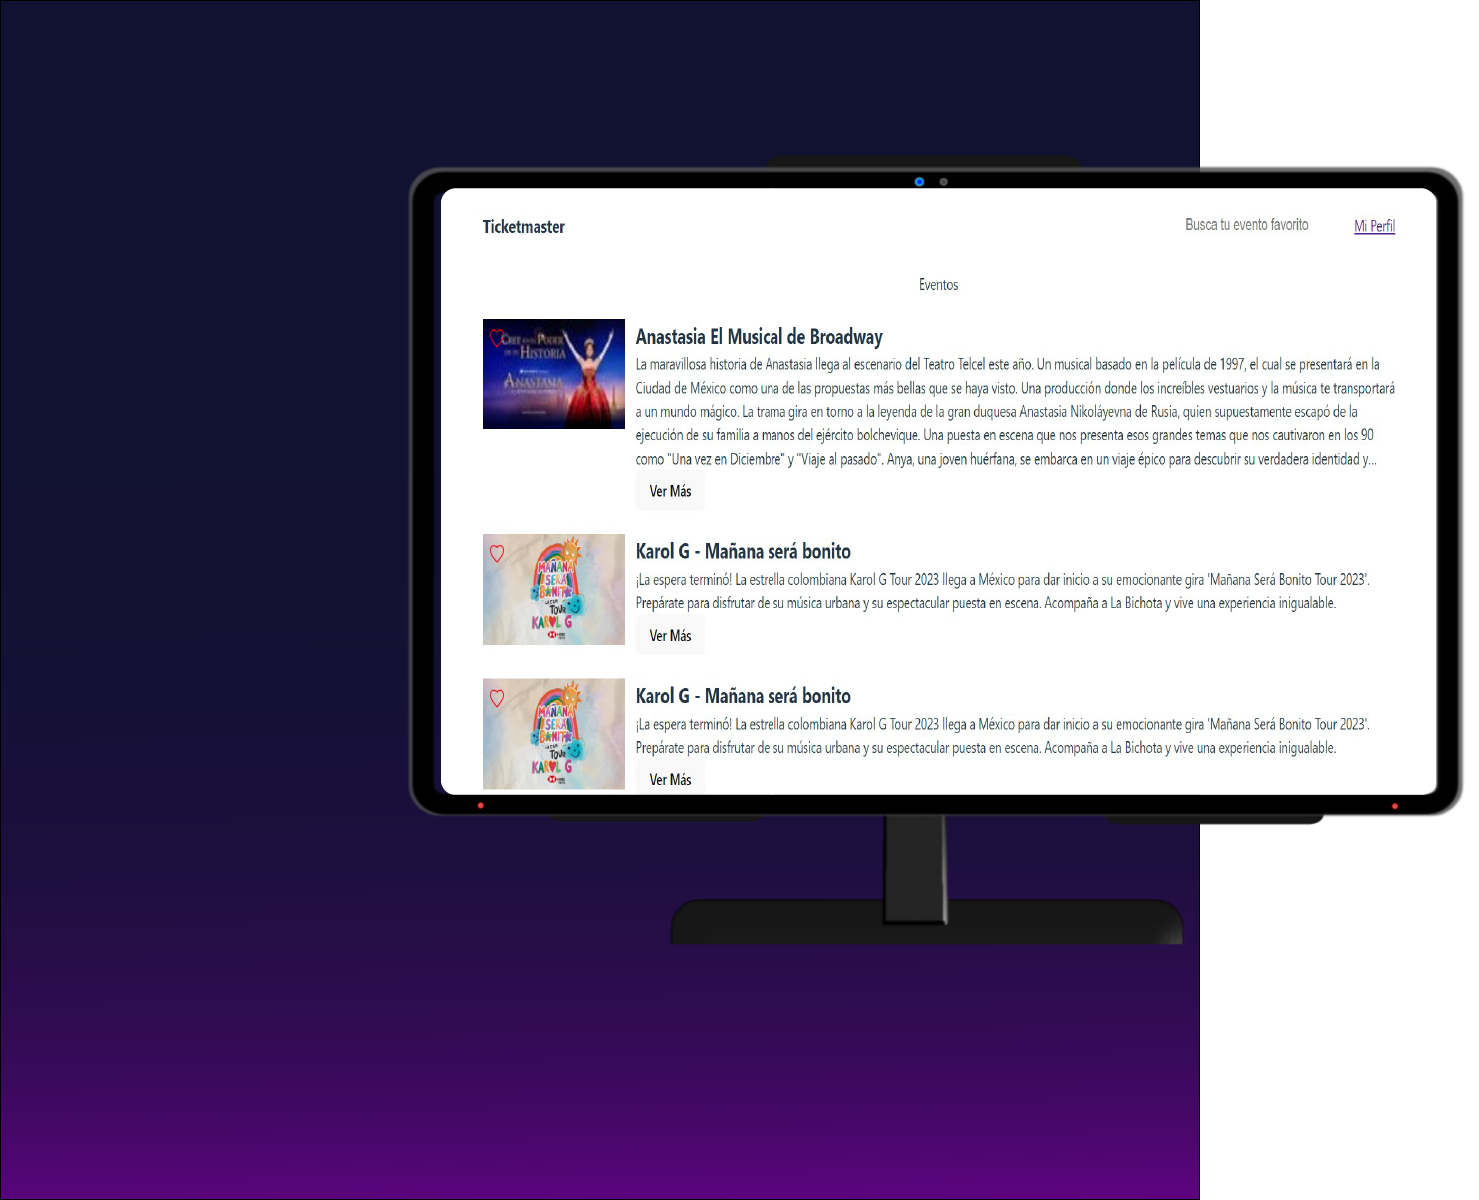 Ticketmaster
Busca tu evento favorito
Mi Perfil
Eventos
CREE EN EL PODER
DE TU HISTORIA
ANASTASIA
Anastasia El Musical de Broadway
La maravillosa historia de Anastasia llega al escenario del Teatro Telcel este año. Un musical basado en la película de 1997, el cual se presentará en la
Ciudad de México como una de las propuestas más bellas que se haya visto. Una producción donde los increíbles vestuarios y la música te transportará
a un mundo mágico. La trama gira en torno a la leyenda de la gran duquesa Anastasia Nikoláyevna de Rusia, quien supuestamente escapó de la
ejecución de su familia a manos del ejército bolchevique. Una puesta en escena que nos presenta esos grandes temas que nos cautivaron en los 90
como "Una vez en Diciembre" y "Viaje al pasado". Anya, una joven huérfana, se embarca en un viaje épico para descubrir su verdadera identidad y...
Ver Más
MAÑANA
SERÁ
BONITO
TOUR
KAROL G
Karol G - Mañana será bonito
¡La espera terminó! La estrella colombiana Karol G Tour 2023 llega a México para dar inicio a su emocionante gira 'Mañana Será Bonito Tour 2023'.
Prepárate para disfrutar de su música urbana y su espectacular puesta en escena. Acompaña a La Bichota y vive una experiencia inigualable.
Ver Más
MAÑANA
SERÁ
BONITO
TOUR
KAROL G
Karol G - Mañana será bonito
¡La espera terminó! La estrella colombiana Karol G Tour 2023 llega a México para dar inicio a su emocionante gira 'Mañana Será Bonito Tour 2023'.
Prepárate para disfrutar de su música urbana y su espectacular puesta en escena. Acompaña a La Bichota y vive una experiencia inigualable.
Ver Más